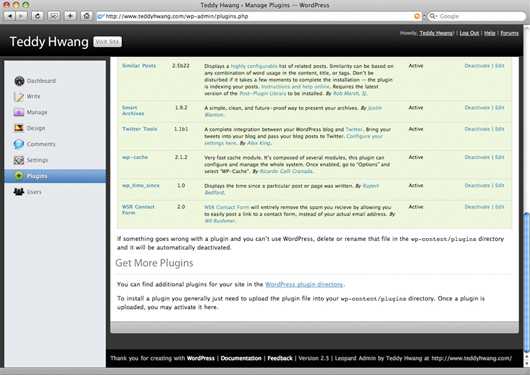 Teddy Hwang › Manage Plugins — WordPress
http://www.teddyhwang.com/wp-admin/plugins.php
Google
Teddy Hwang Visit Site
Howdy, Teddy Hwang! | Log Out | Help | Forums
Dashboard
Write
Manage
Design
Comments
Settings
Plugins
Users
Similar Posts 2.5b22 Displays a highly configurable list of related posts. Similarity can be based on Active Deactivate | Edit
any combination of word usage in the content, title, or tags. Don't be
disturbed if it takes a few moments to complete the installation — the
plugin is indexing your posts. Instructions and help online. Requires the latest
version of the Post-Plugin Library to be installed. By Rob Marsh, SJ.
Smart 1.9.2 A simple, clean, and future-proof way to present your archives. By Justin Active Deactivate | Edit
Archives Blanton.
Twitter Tools 1.1b1 A complete integration between your WordPress blog and Twitter. Bring your Active Deactivate | Edit
tweets into your blog and pass your blog posts to Twitter. Configure your
settings here. By Alex King.
wp-cache 2.1.2 Very fast cache module. It's composed of several modules, this plugin can Active Deactivate | Edit
configure and manage the whole system. Once enabled, go to "Options" and
select "WP-Cache". By Ricardo Galli Granada.
wp_time_since 1.0 Displays the time since a particular post or page was written. By Rupert Active Deactivate | Edit
Bedford.
WSR Contact 2.0 WSR Contact Form will entirely remove the spam you recieve by allowing you Active Deactivate | Edit
Form to easily post a link to a contact form, instead of your actual email address. By
Wil Rushmer.
If something goes wrong with a plugin and you can't use WordPress, delete or rename that file in the wp-content/plugins directory
and it will be automatically deactivated.
Get More Plugins
You can find additional plugins for your site in the WordPress plugin directory.
To install a plugin you generally just need to upload the plugin file into your wp-content/plugins directory. Once a plugin is
uploaded, you may activate it here.
Thank you for creating with WordPress | Documentation | Feedback | Version 2.5 | Leopard Admin by Teddy Hwang at http://www.teddyhwang.com/